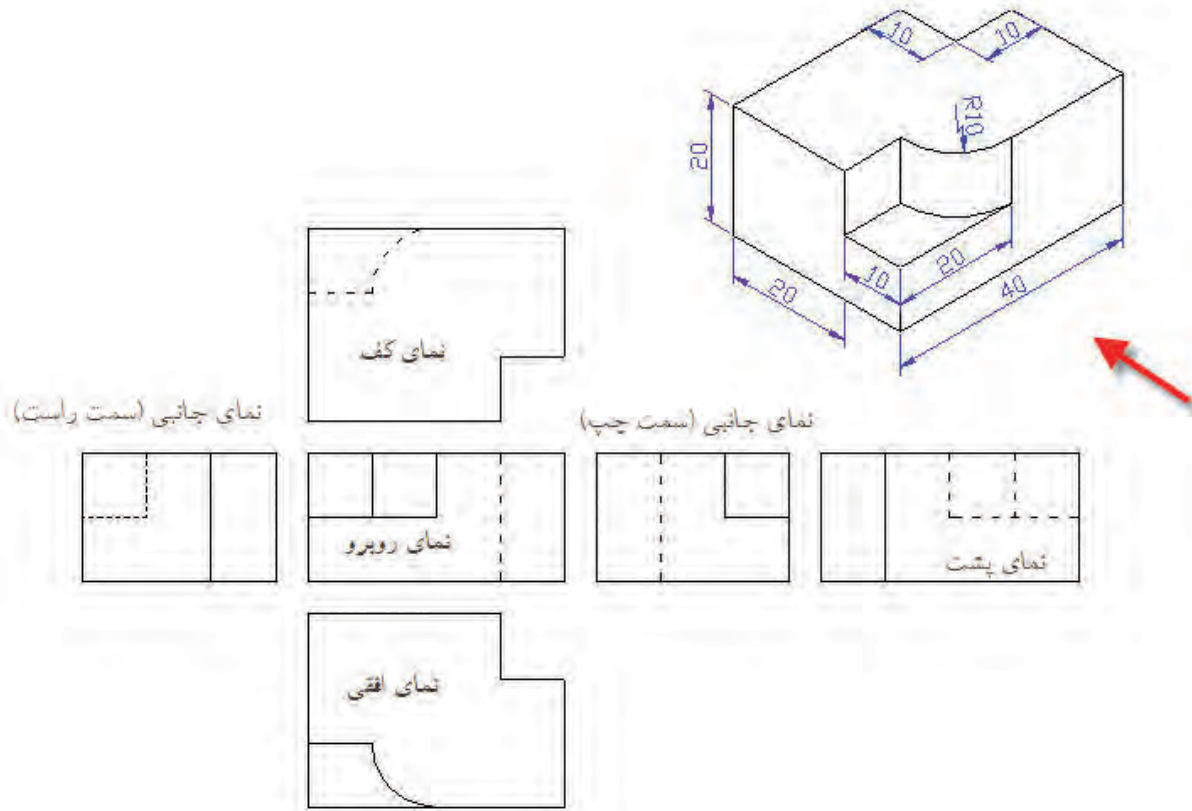 10
10
R10
20
10
20
20
40
نمای کف
نمای جانبی (سمت راست)
نمای جانبی (سمت چپ)
نمای روبرو
نمای پشت
نمای افقی